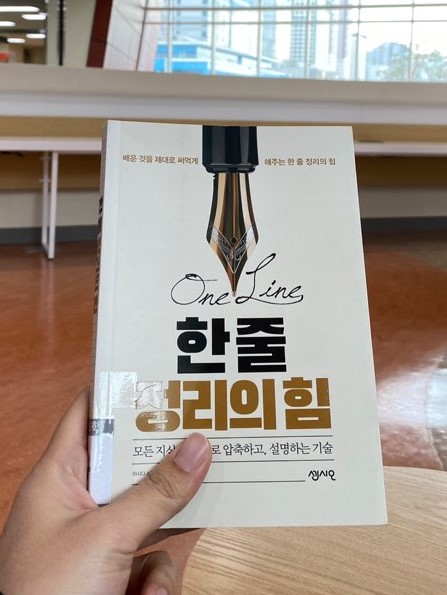 배운 것을 제대로 써먹게 해주는 한 줄 정리의 힘
One Line
한줄
정리의 힘
모든 지식 로 압축하고, 설명하는 기술
센시오